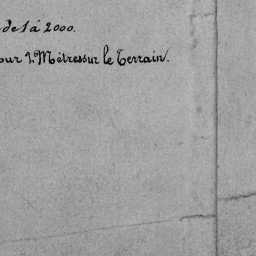 de 1 à 2000.
our 1. Mètres sur le Terrain.